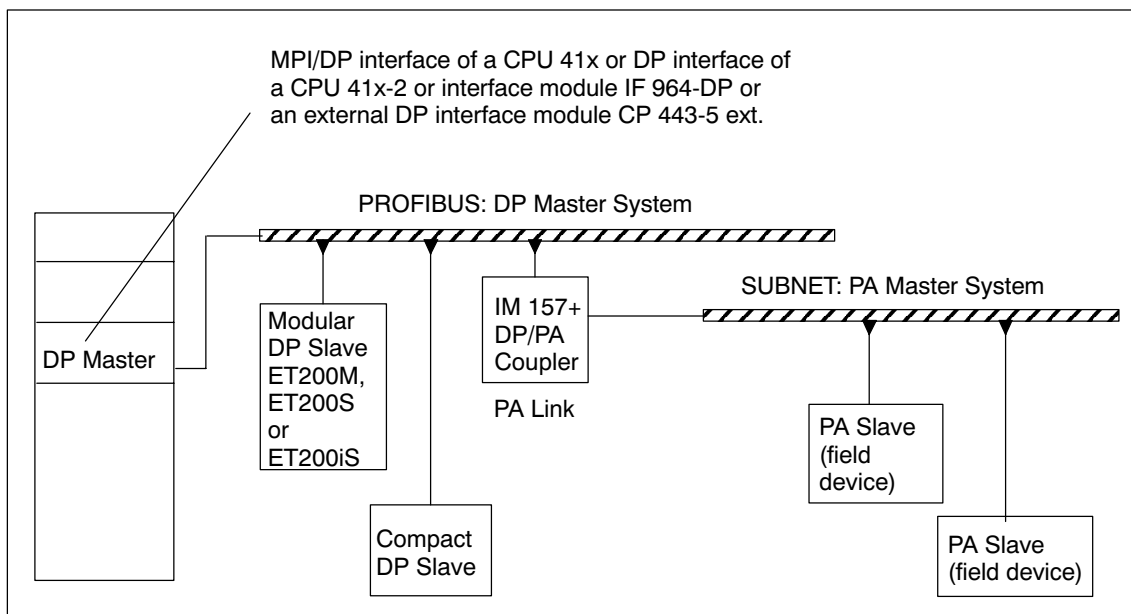 MPI/DP interface of a CPU 41x or DP interface of
a CPU 41x-2 or interface module IF 964-DP or
an external DP interface module CP 443-5 ext.
PROFIBUS: DP Master System
SUBNET: PA Master System
DP Master
Modular
DP Slave
ET200M,
ET200S
or
ET200iS
IM 157+
DP/PA
Coupler
PA Link
Compact
DP Slave
PA Slave
(field
device)
PA Slave
(field device)